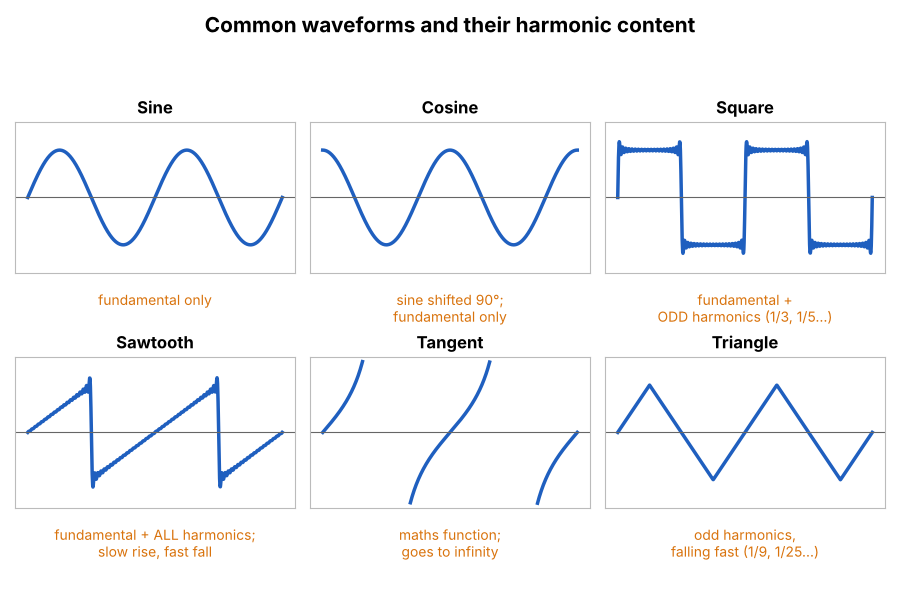 Common waveforms and their harmonic content
Sine
Cosine
Square
fundamental only
sine shifted 90°;
fundamental only
fundamental +
ODD harmonics (1/3, 1/5...)
Sawtooth
Tangent
Triangle
fundamental + ALL harmonics;
slow rise, fast fall
maths function;
goes to infinity
odd harmonics,
falling fast (1/9, 1/25...)